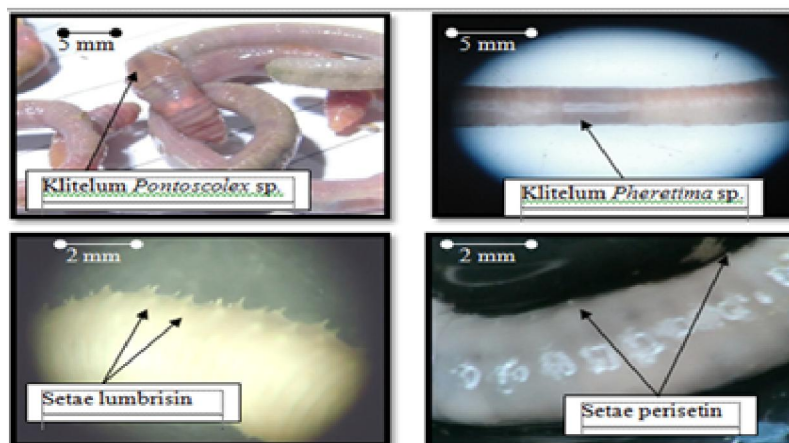 5 mm
5 mm
Klitelum Pontoscolex sp.
Klitelum Pheretima sp.
2 mm
2 mm
Setae lumbrisin
Setae perisetin